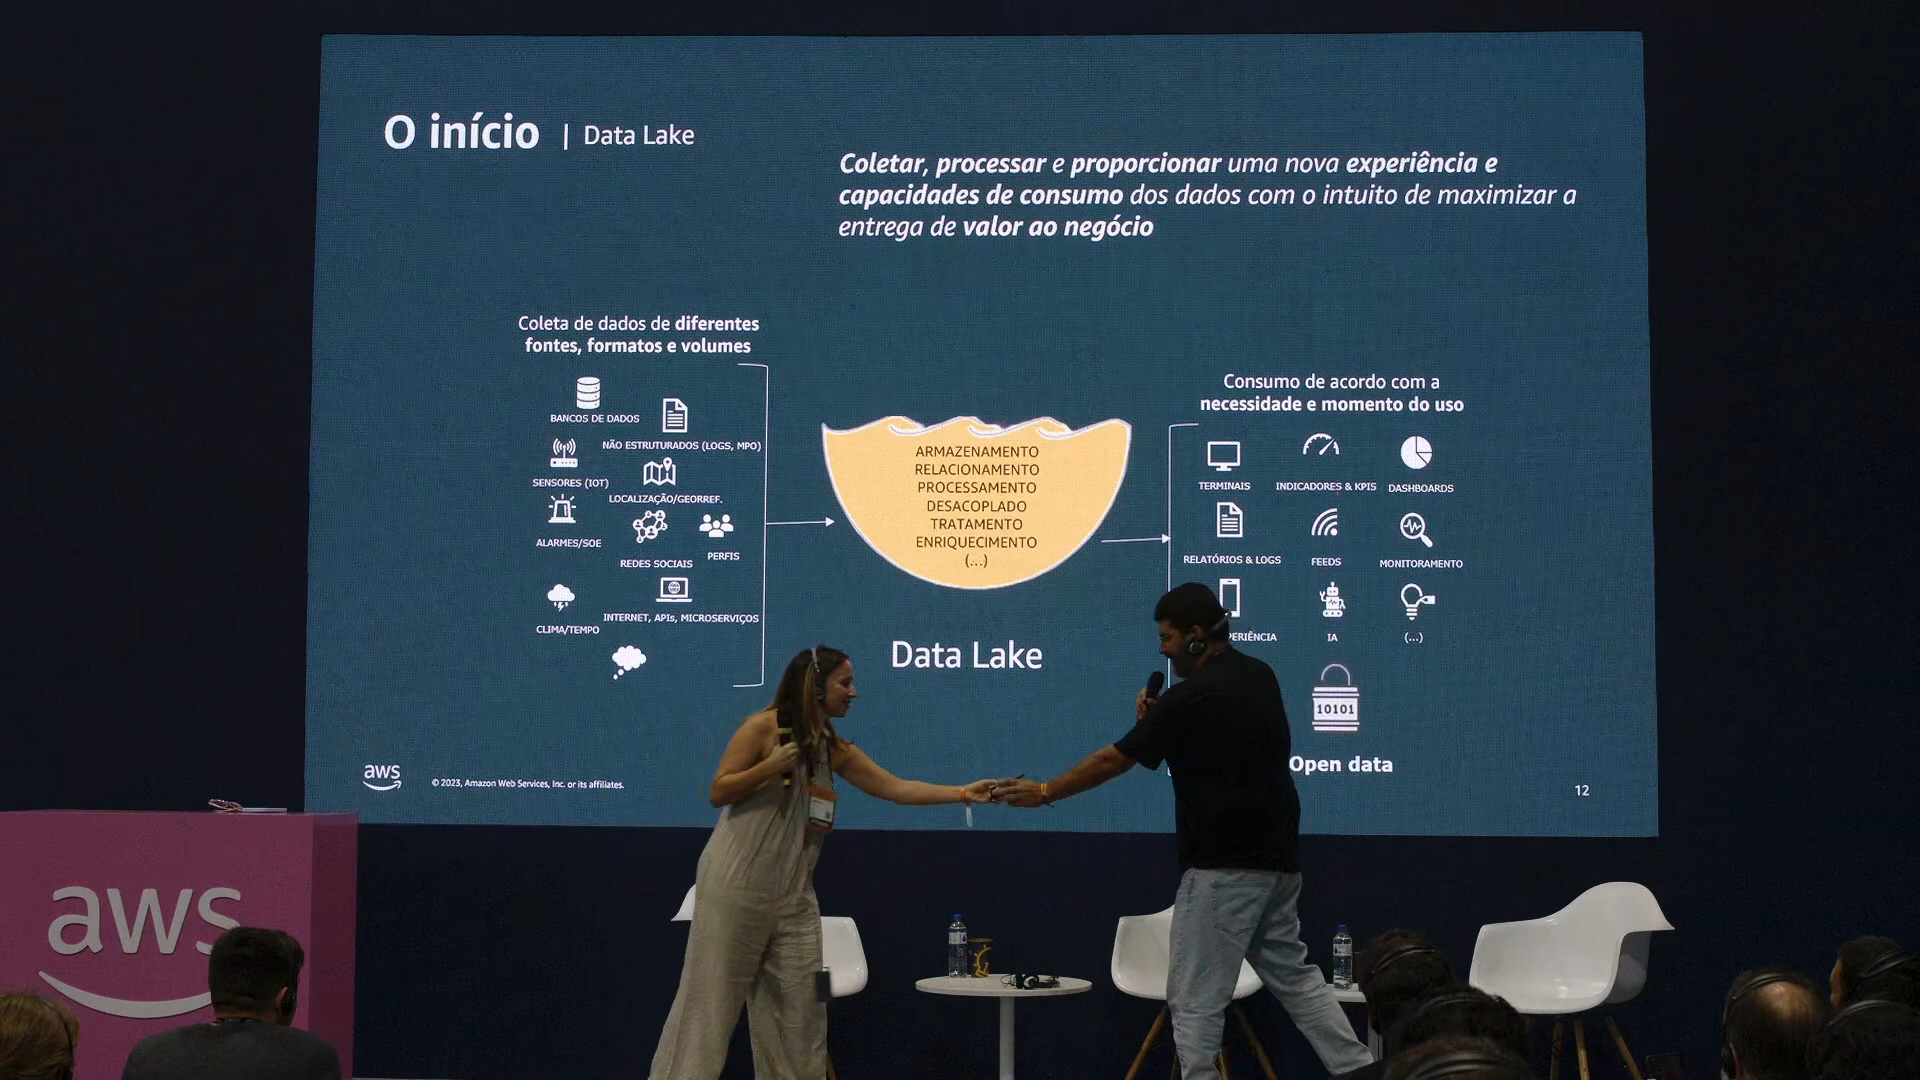 O início | Data Lake
Coletar, processar e proporcionar uma nova experiência e
capacidades de consumo dos dados com o intuito de maximizar a
entrega de valor ao negócio
Coleta de dados de diferentes
fontes, formatos e volumes
BANCOS DE DADOS
NÃO ESTRUTURADOS (LOGS, MPO)
SENSORES (IOT)
LOCALIZAÇÃO/GEORREF.
ALARMES/SOE
REDES SOCIAIS
PERFIS
INTERNET, APIs, MICROSERVIÇOS
CLIMA/TEMPO
ARMAZENAMENTO
RELACIONAMENTO
PROCESSAMENTO
DESACOPLADO
TRATAMENTO
ENRIQUECIMENTO
(...)
Data Lake
Consumo de acordo com a
necessidade e momento do uso
TERMINAIS
INDICADORES & KPIS
DASHBOARDS
RELATÓRIOS & LOGS
FEEDS
MONITORAMENTO
PERIÊNCIA
IA
(...)
10101
Open data
aws
© 2023, Amazon Web Services, Inc. or its affiliates.
12
aws